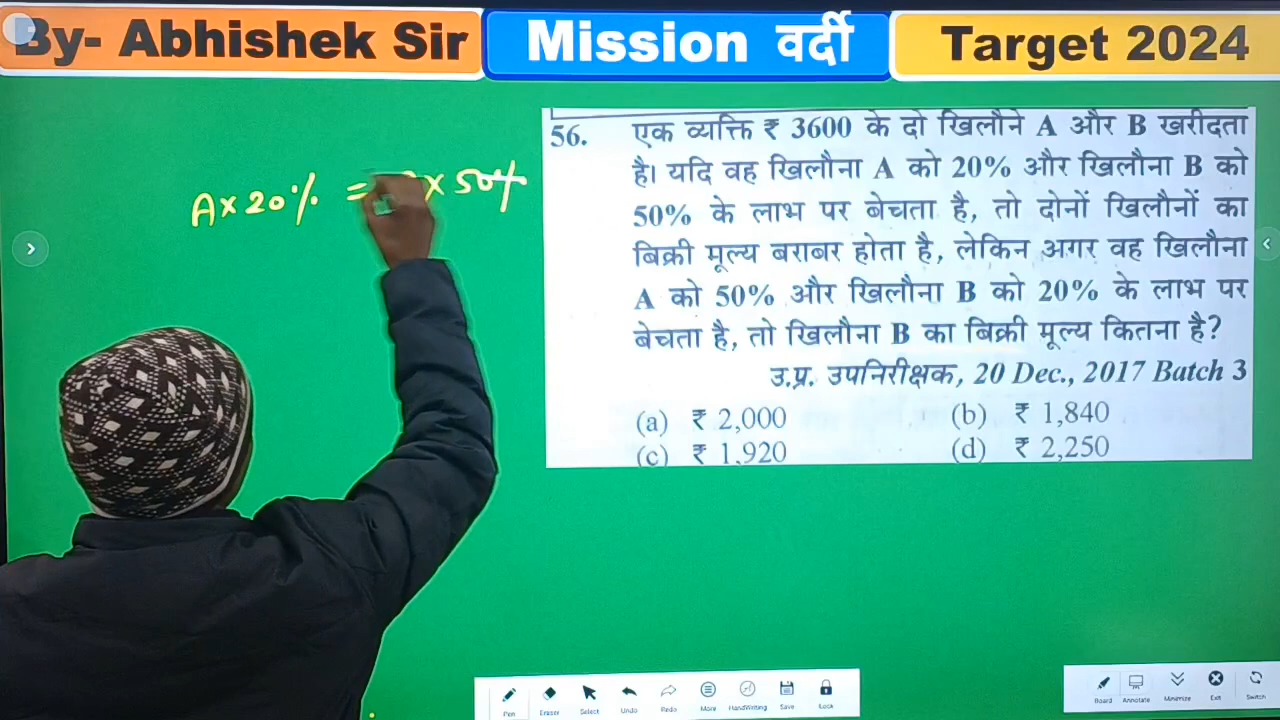 By- Abhishek Sir
Mission वर्दी
Target 2024
A × 20% = × 50%
56. एक व्यक्ति ₹ 3600 के दो खिलौने A और B खरीदता
है। यदि वह खिलौना A को 20% और खिलौना B को
50% के लाभ पर बेचता है, तो दोनों खिलौनों का
बिक्री मूल्य बराबर होता है, लेकिन अगर वह खिलौना
A को 50% और खिलौना B को 20% के लाभ पर
बेचता है, तो खिलौना B का बिक्री मूल्य कितना है?
उ.प्र. उपनिरीक्षक, 20 Dec., 2017 Batch 3
(a) ₹ 2,000 (b) ₹ 1,840
(c) ₹ 1,920 (d) ₹ 2,250
Pen Eraser Select Undo Redo More HandWriting Save Lock
Board Annotate Minimize Exit Switch